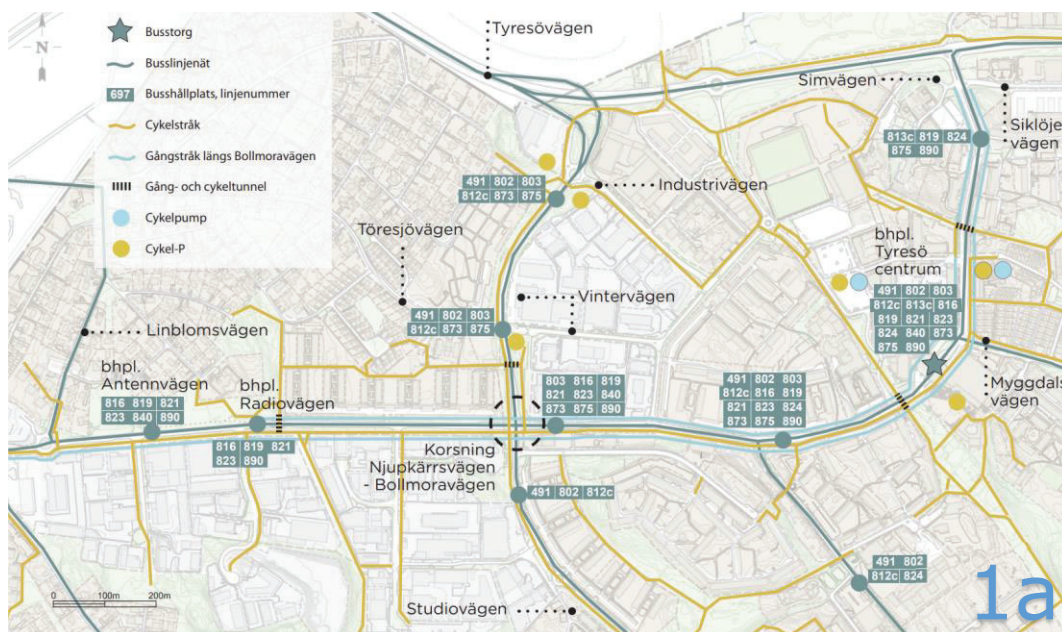 N
Busstorg
Busslinjenät
697 Busshållplats, linjenummer
Cykelstråk
Gångstråk längs Bollmoravägen
Gång- och cykeltunnel
Cykelpump
Cykel-P
Tyresövägen
Simvägen
Siklöje
vägen
813c 819 824
875 890
Industrivägen
491 802 803
812c 873 875
Töresjövägen
bhpl.
Tyresö
centrum
491 802 803
812c 813c 816
819 821 823
824 840 873
875 890
Vintervägen
491 802 803
812c 873 875
Linblomsvägen
Myggdals
vägen
bhpl.
Antennvägen
816 819 821
823 840 890
bhpl.
Radiovägen
816 819 821
823 890
803 816 819
821 823 840
873 875 890
491 802 803
812c 816 819
821 823 824
873 875 890
Korsning
Njupkärrsvägen
- Bollmoravägen
491 802 812c
491 802
812c 824
0 100m 200m
Studiovägen
1a